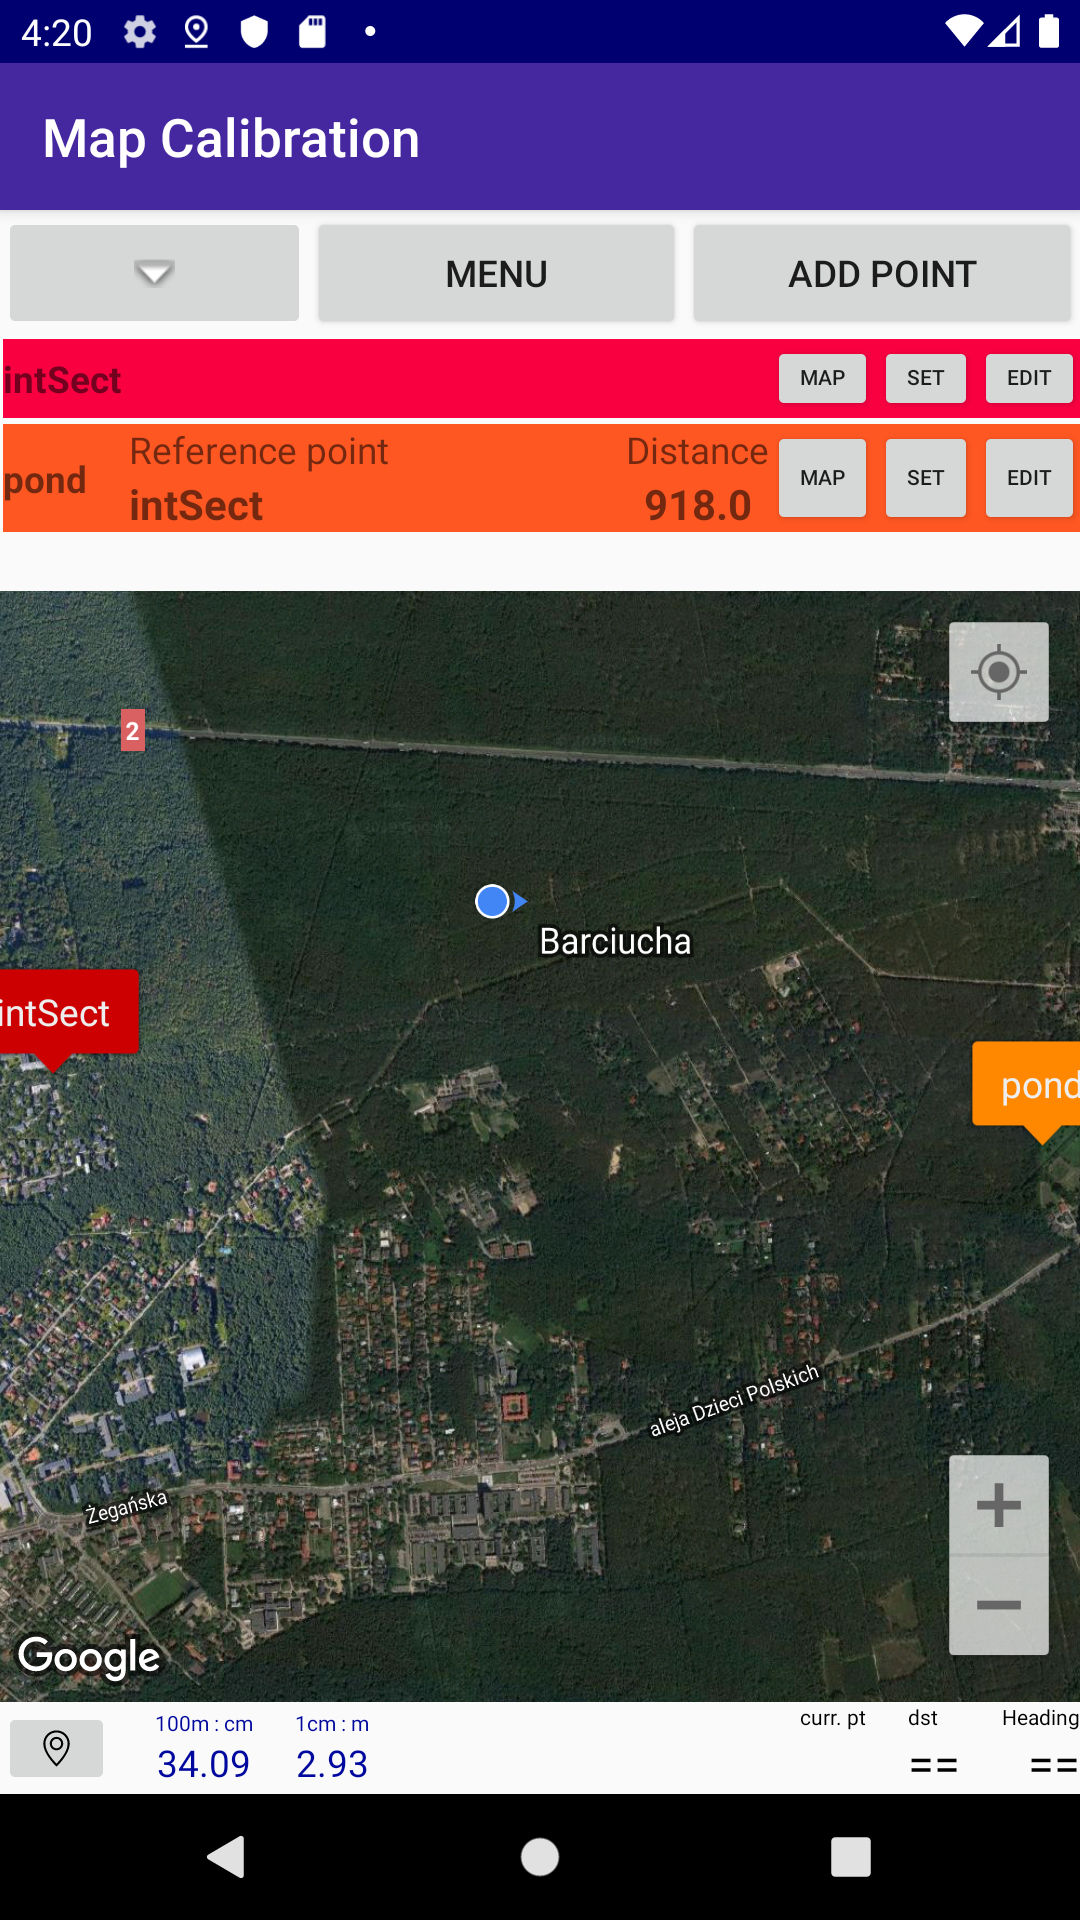 4:20
Map Calibration
MENU
ADD POINT
intSect
MAP
SET
EDIT
pond
Reference point
intSect
Distance
918.0
MAP
SET
EDIT
2
Barciucha
intSect
pond
aleja Dzieci Polskich
Żegańska
Google
100m : cm
34.09
1cm : m
2.93
curr. pt
dst
==
Heading
==